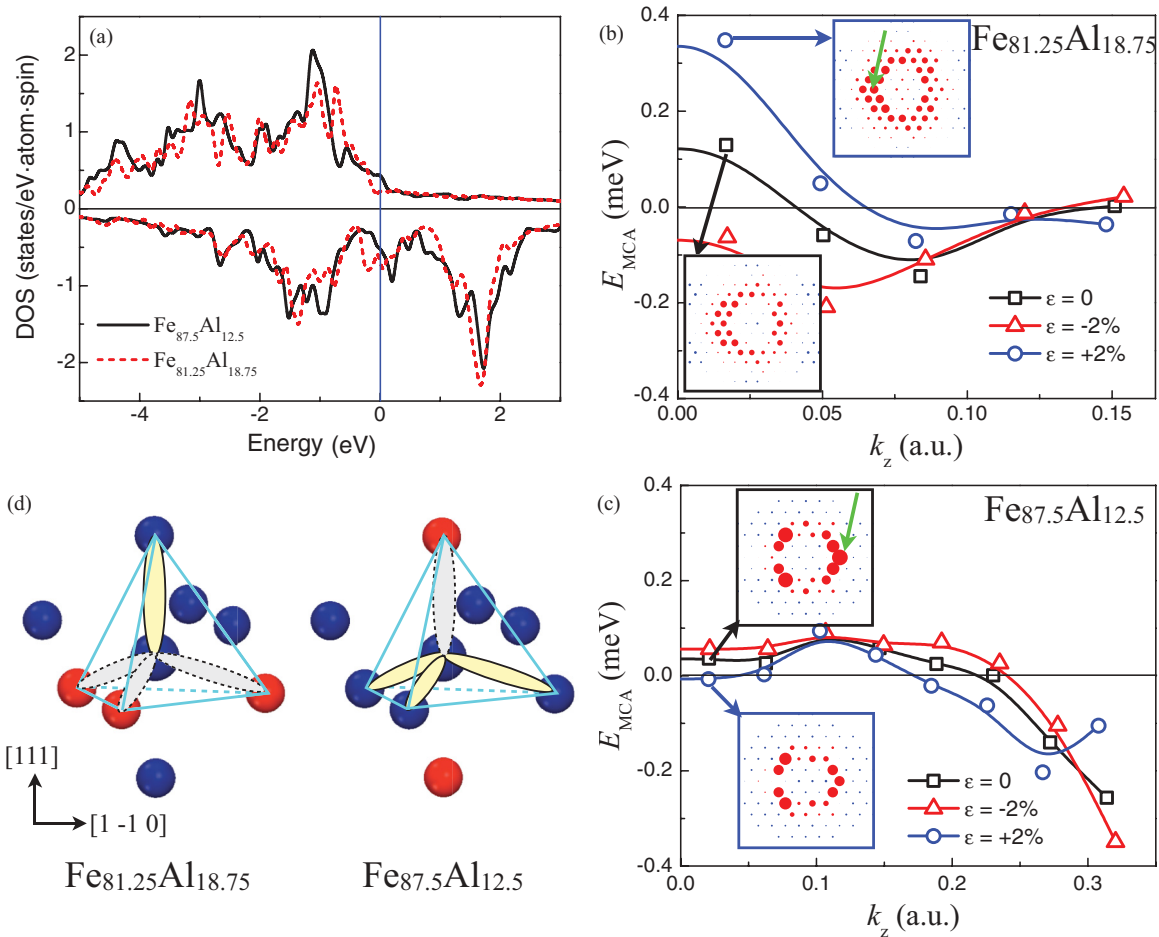 (a)
DOS (states/eV·atom·spin)
2
1
0
-1
-2
Fe87.5Al12.5
Fe81.25Al18.75
-4
-2
0
2
Energy (eV)
(b)
Fe81.25Al18.75
EMCA (meV)
0.4
0.2
0.0
-0.2
-0.4
ε = 0
ε = -2%
ε = +2%
0.00
0.05
0.10
0.15
kz (a.u.)
(d)
[111]
[1 -1 0]
Fe81.25Al18.75
Fe87.5Al12.5
(c)
Fe87.5Al12.5
EMCA (meV)
0.4
0.2
0.0
-0.2
-0.4
ε = 0
ε = -2%
ε = +2%
0.0
0.1
0.2
0.3
kz (a.u.)